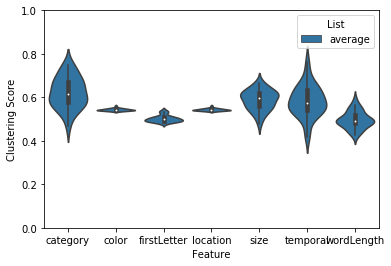 List
average
1.0
0.8
0.6
0.4
0.2
0.0
Clustering Score
category color firstLetter location size temporal wordLength
Feature